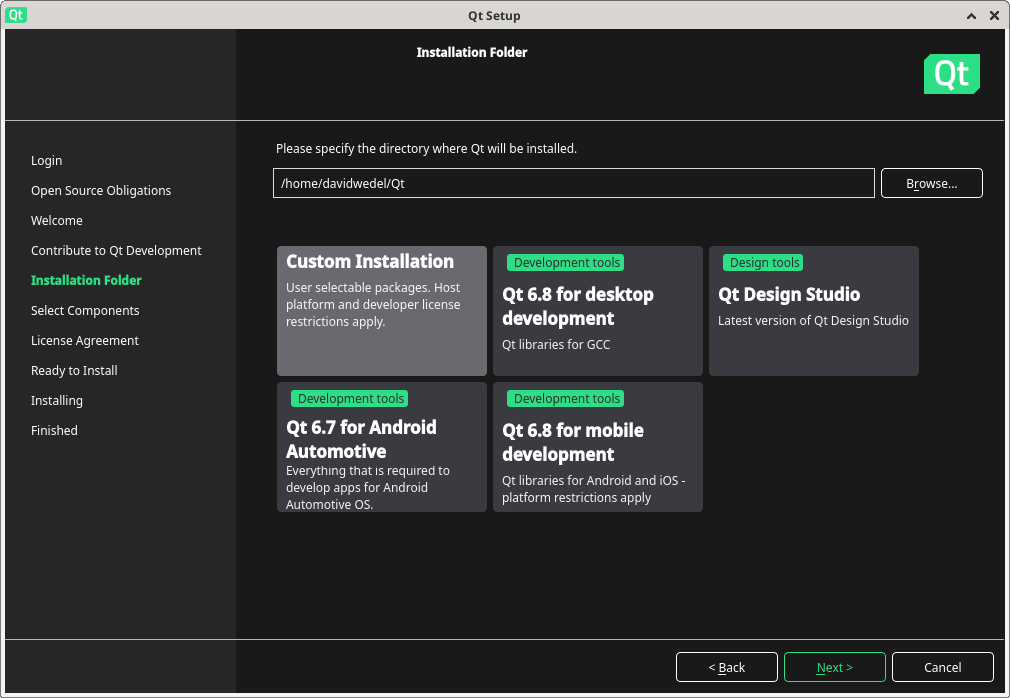 Qt
Qt Setup
Installation Folder
Qt
Login
Open Source Obligations
Welcome
Contribute to Qt Development
Installation Folder
Select Components
License Agreement
Ready to Install
Installing
Finished
Please specify the directory where Qt will be installed.
/home/davidwedel/Qt
Browse...
Custom Installation
User selectable packages. Host
platform and developer license
restrictions apply.
Development tools
Qt 6.8 for desktop
development
Qt libraries for GCC
Design tools
Qt Design Studio
Latest version of Qt Design Studio
Development tools
Qt 6.7 for Android
Automotive
Everything that is required to
develop apps for Android
Automotive OS.
Development tools
Qt 6.8 for mobile
development
Qt libraries for Android and iOS -
platform restrictions apply
< Back
Next >
Cancel